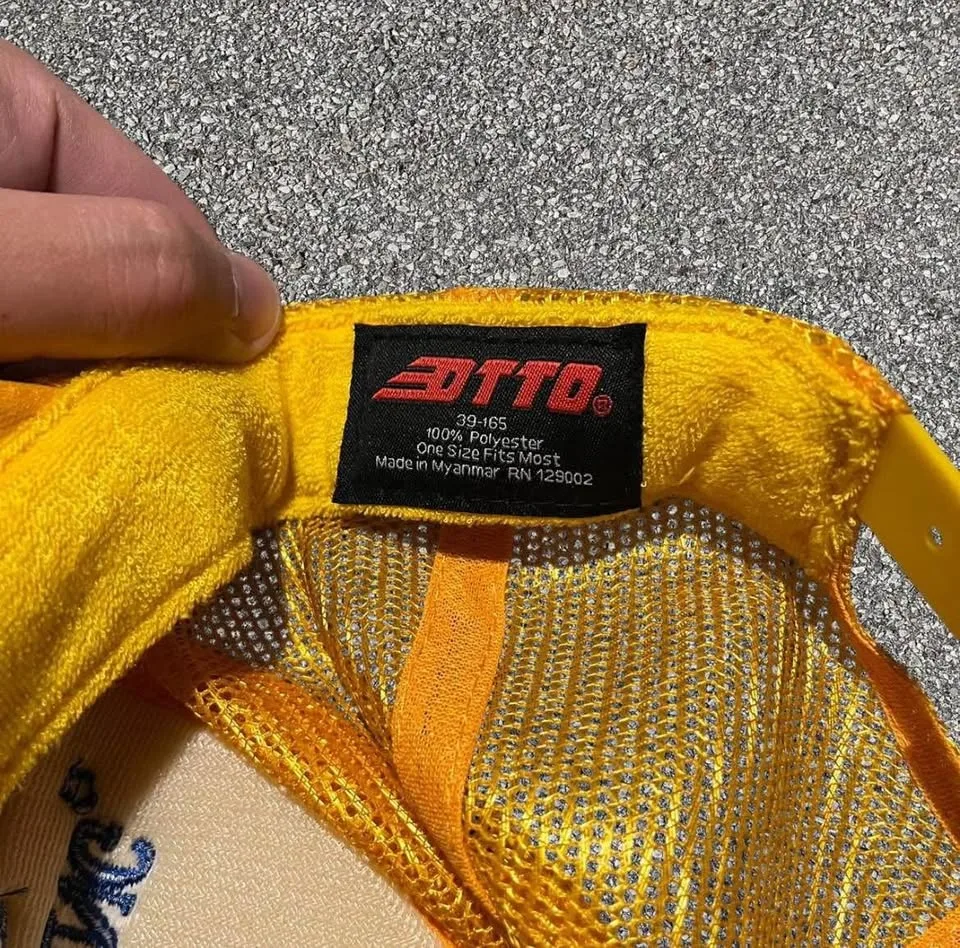 OTTO®
39-165
100% Polyester
One Size Fits Most
Made in Myanmar RN 129002